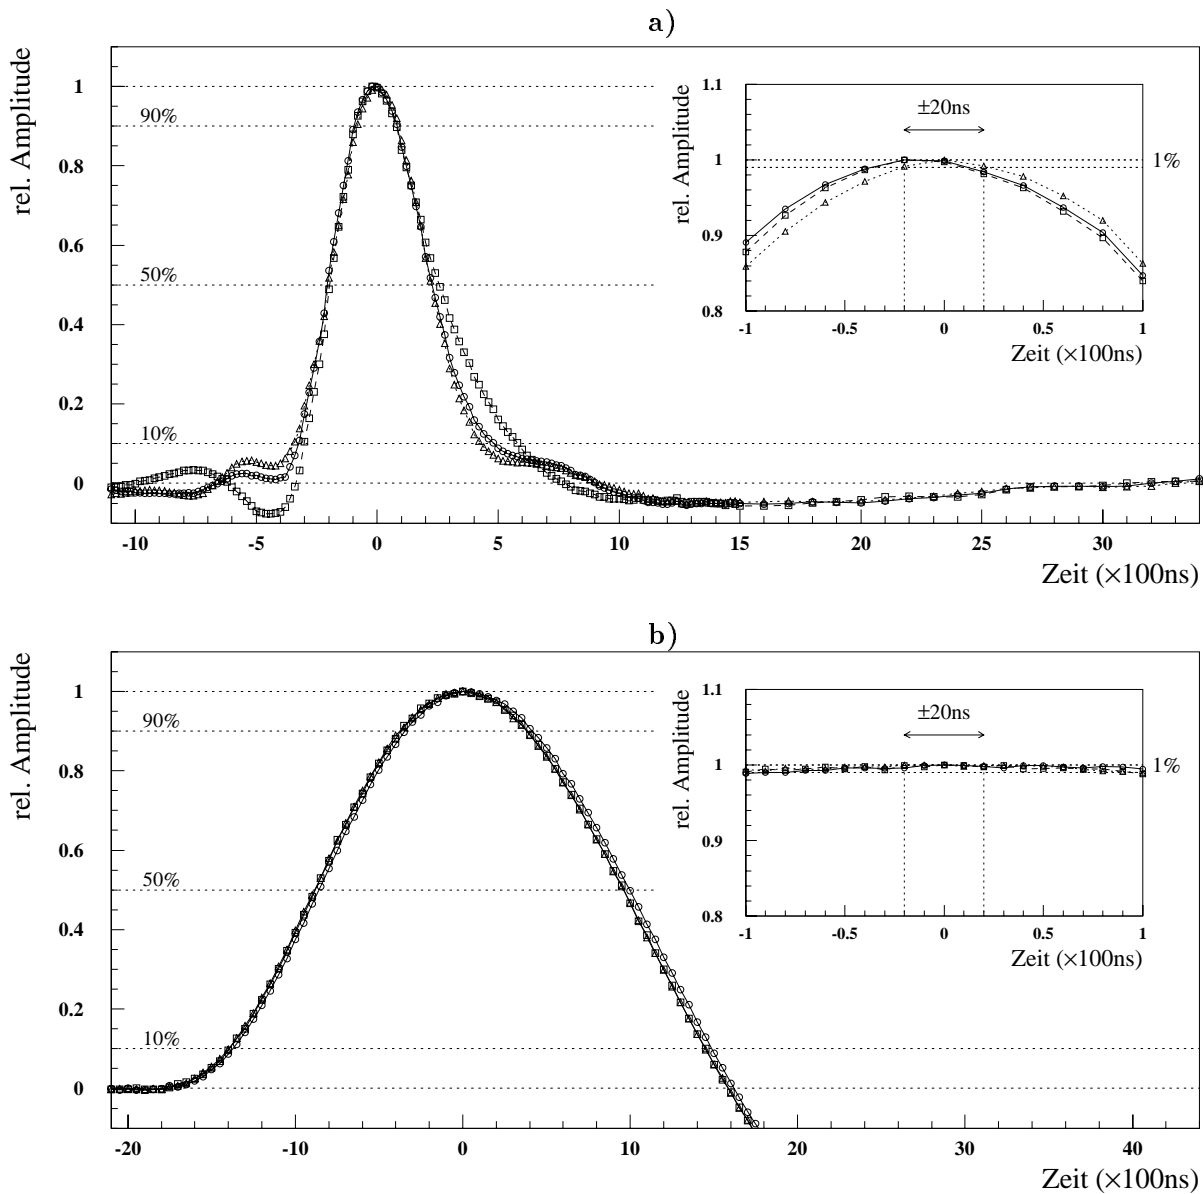 a)
rel. Amplitude
1
90%
0.8
0.6
50%
0.4
0.2
10%
0
-10 -5 0 5 10 15 20 25 30
Zeit (×100ns)
rel. Amplitude
1.1
±20ns
1
1%
0.9
0.8
-1 -0.5 0 0.5 1
Zeit (×100ns)
b)
rel. Amplitude
1
90%
0.8
0.6
50%
0.4
0.2
10%
0
-20 -10 0 10 20 30 40
Zeit (×100ns)
rel. Amplitude
1.1
±20ns
1
1%
0.9
0.8
-1 -0.5 0 0.5 1
Zeit (×100ns)